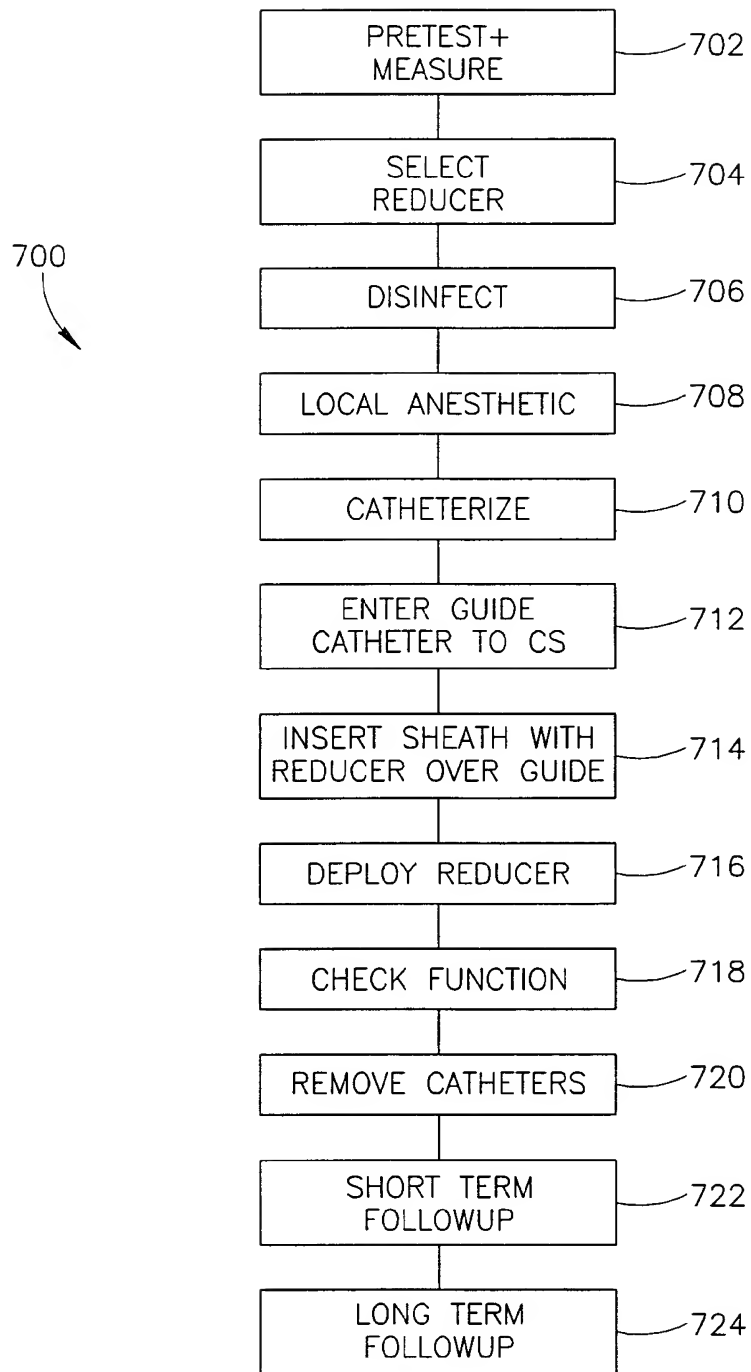 PRETEST+
MEASURE
702
SELECT
REDUCER
704
700
DISINFECT
706
LOCAL ANESTHETIC
708
CATHETERIZE
710
ENTER GUIDE
CATHETER TO CS
712
INSERT SHEATH WITH
REDUCER OVER GUIDE
714
DEPLOY REDUCER
716
CHECK FUNCTION
718
REMOVE CATHETERS
720
SHORT TERM
FOLLOWUP
722
LONG TERM
FOLLOWUP
724